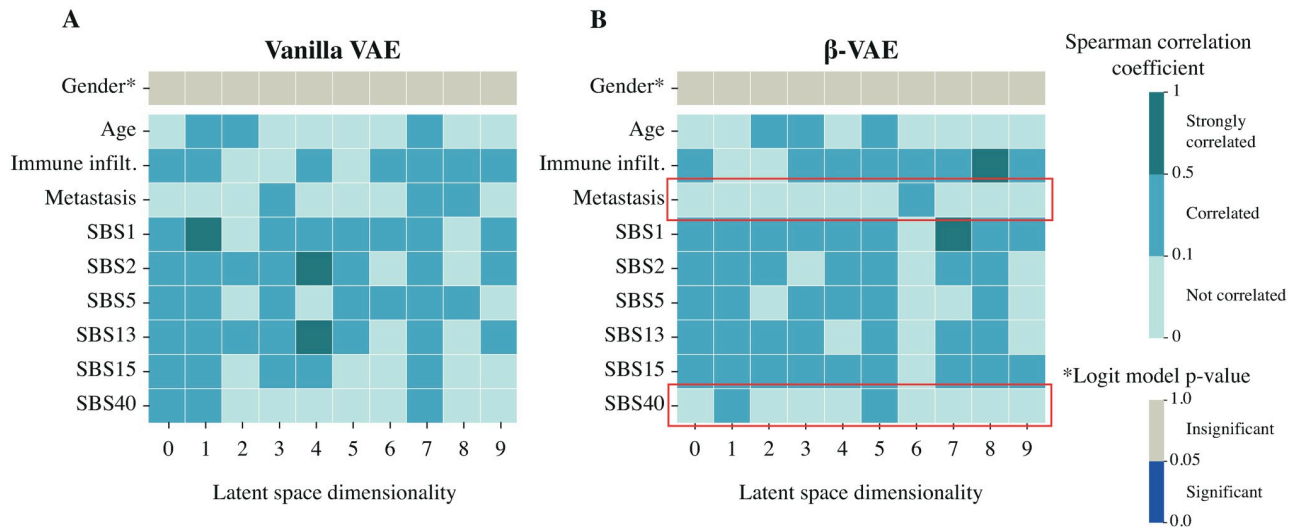 A
Vanilla VAE
Gender*
Age
Immune infilt.
Metastasis
SBS1
SBS2
SBS5
SBS13
SBS15
SBS40
0 1 2 3 4 5 6 7 8 9
Latent space dimensionality
B
β-VAE
Gender*
Age
Immune infilt.
Metastasis
SBS1
SBS2
SBS5
SBS13
SBS15
SBS40
0 1 2 3 4 5 6 7 8 9
Latent space dimensionality
Spearman correlation
coefficient
1
Strongly
correlated
0.5
Correlated
0.1
Not correlated
0
*Logit model p-value
1.0
Insignificant
0.05
Significant
0.0